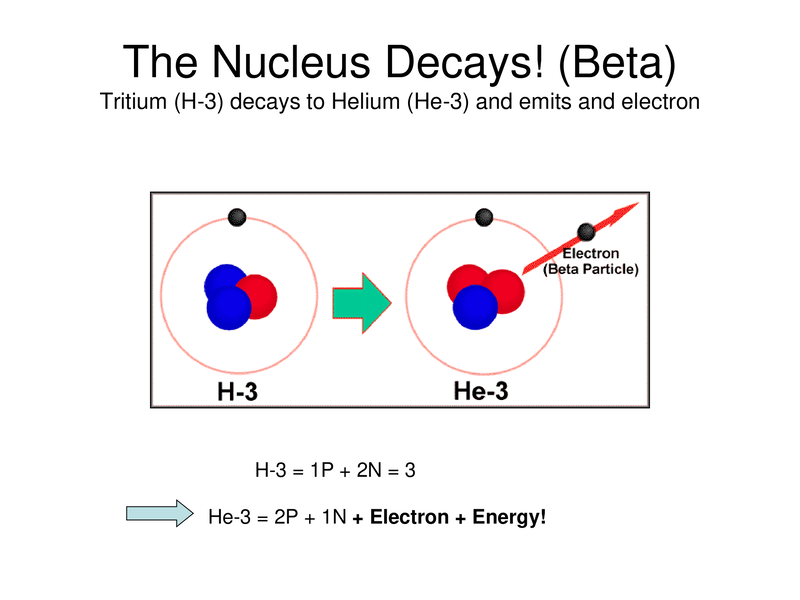 The Nucleus Decays! (Beta)
Tritium (H-3) decays to Helium (He-3) and emits and electron
Electron
(Beta Particle)
H-3
He-3
H-3 = 1P + 2N = 3
He-3 = 2P + 1N + Electron + Energy!